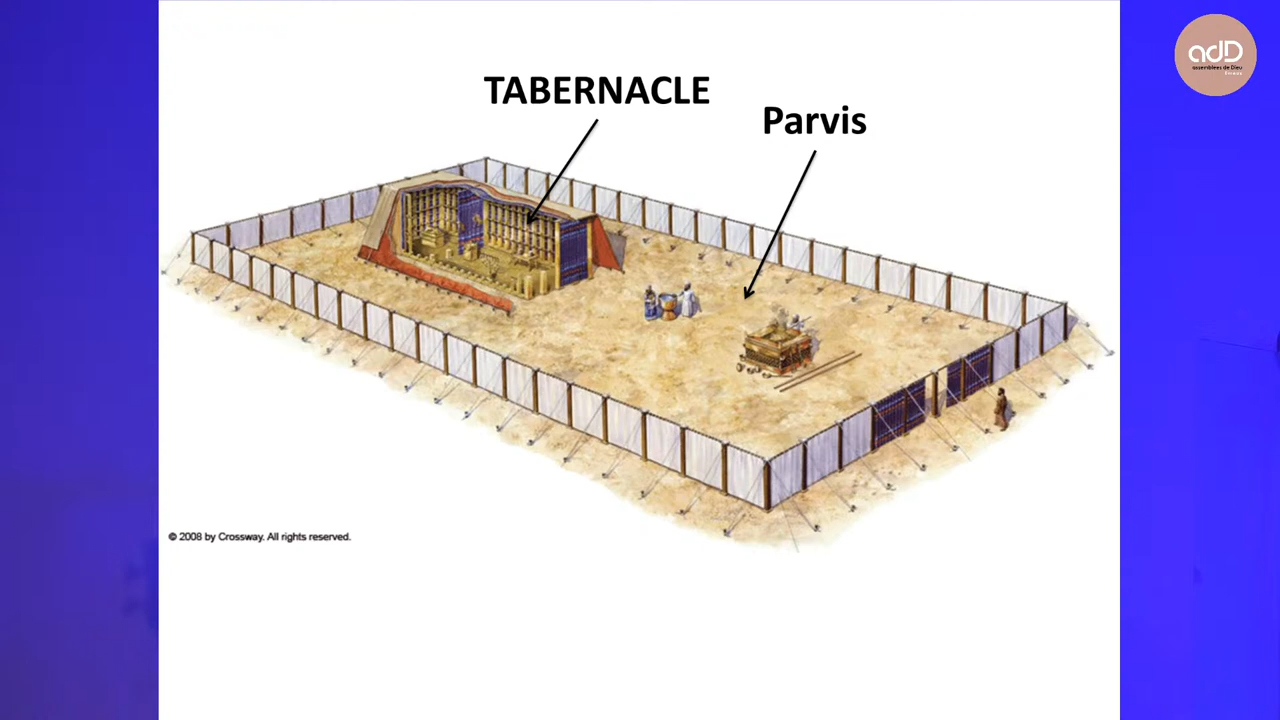 adD
assemblées de Dieu
TABERNACLE
Parvis
© 2008 by Crossway. All rights reserved.